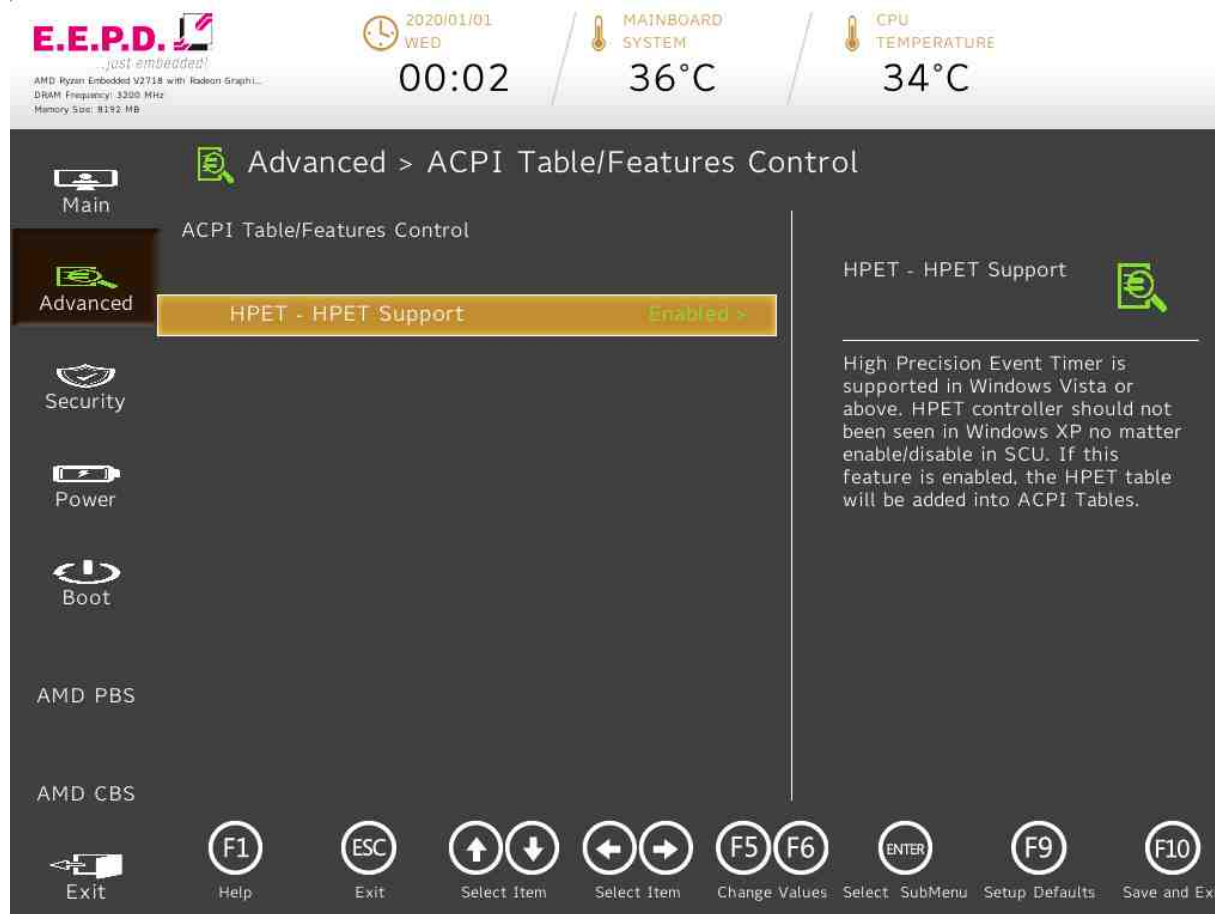 E.E.P.D.
...just embedded!
AMD Ryzen Embedded V2718 with Radeon Graphi...
DRAM Frequency: 3200 MHz
Memory Size: 8192 MB
2020/01/01
WED
00:02
MAINBOARD
SYSTEM
36°C
CPU
TEMPERATURE
34°C
Main
Advanced
Security
Power
Boot
AMD PBS
AMD CBS
Exit
Advanced > ACPI Table/Features Control
ACPI Table/Features Control
HPET - HPET Support Enabled >
HPET - HPET Support
High Precision Event Timer is
supported in Windows Vista or
above. HPET controller should not
been seen in Windows XP no matter
enable/disable in SCU. If this
feature is enabled, the HPET table
will be added into ACPI Tables.
F1
Help
ESC
Exit
Select Item
Select Item
F5 F6
Change Values
ENTER
Select SubMenu
F9
Setup Defaults
F10
Save and Ex